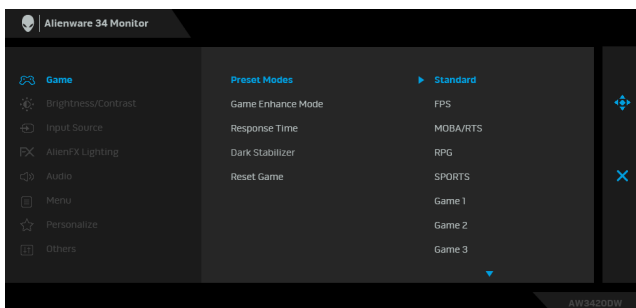 Alienware 34 Monitor
Game
Preset Modes
Standard
Brightness/Contrast
Game Enhance Mode
FPS
Input Source
Response Time
MOBA/RTS
FX
AlienFX Lighting
Dark Stabilizer
RPG
Audio
Reset Game
SPORTS
Menu
Game 1
Personalize
Game 2
Others
Game 3
AW3420DW